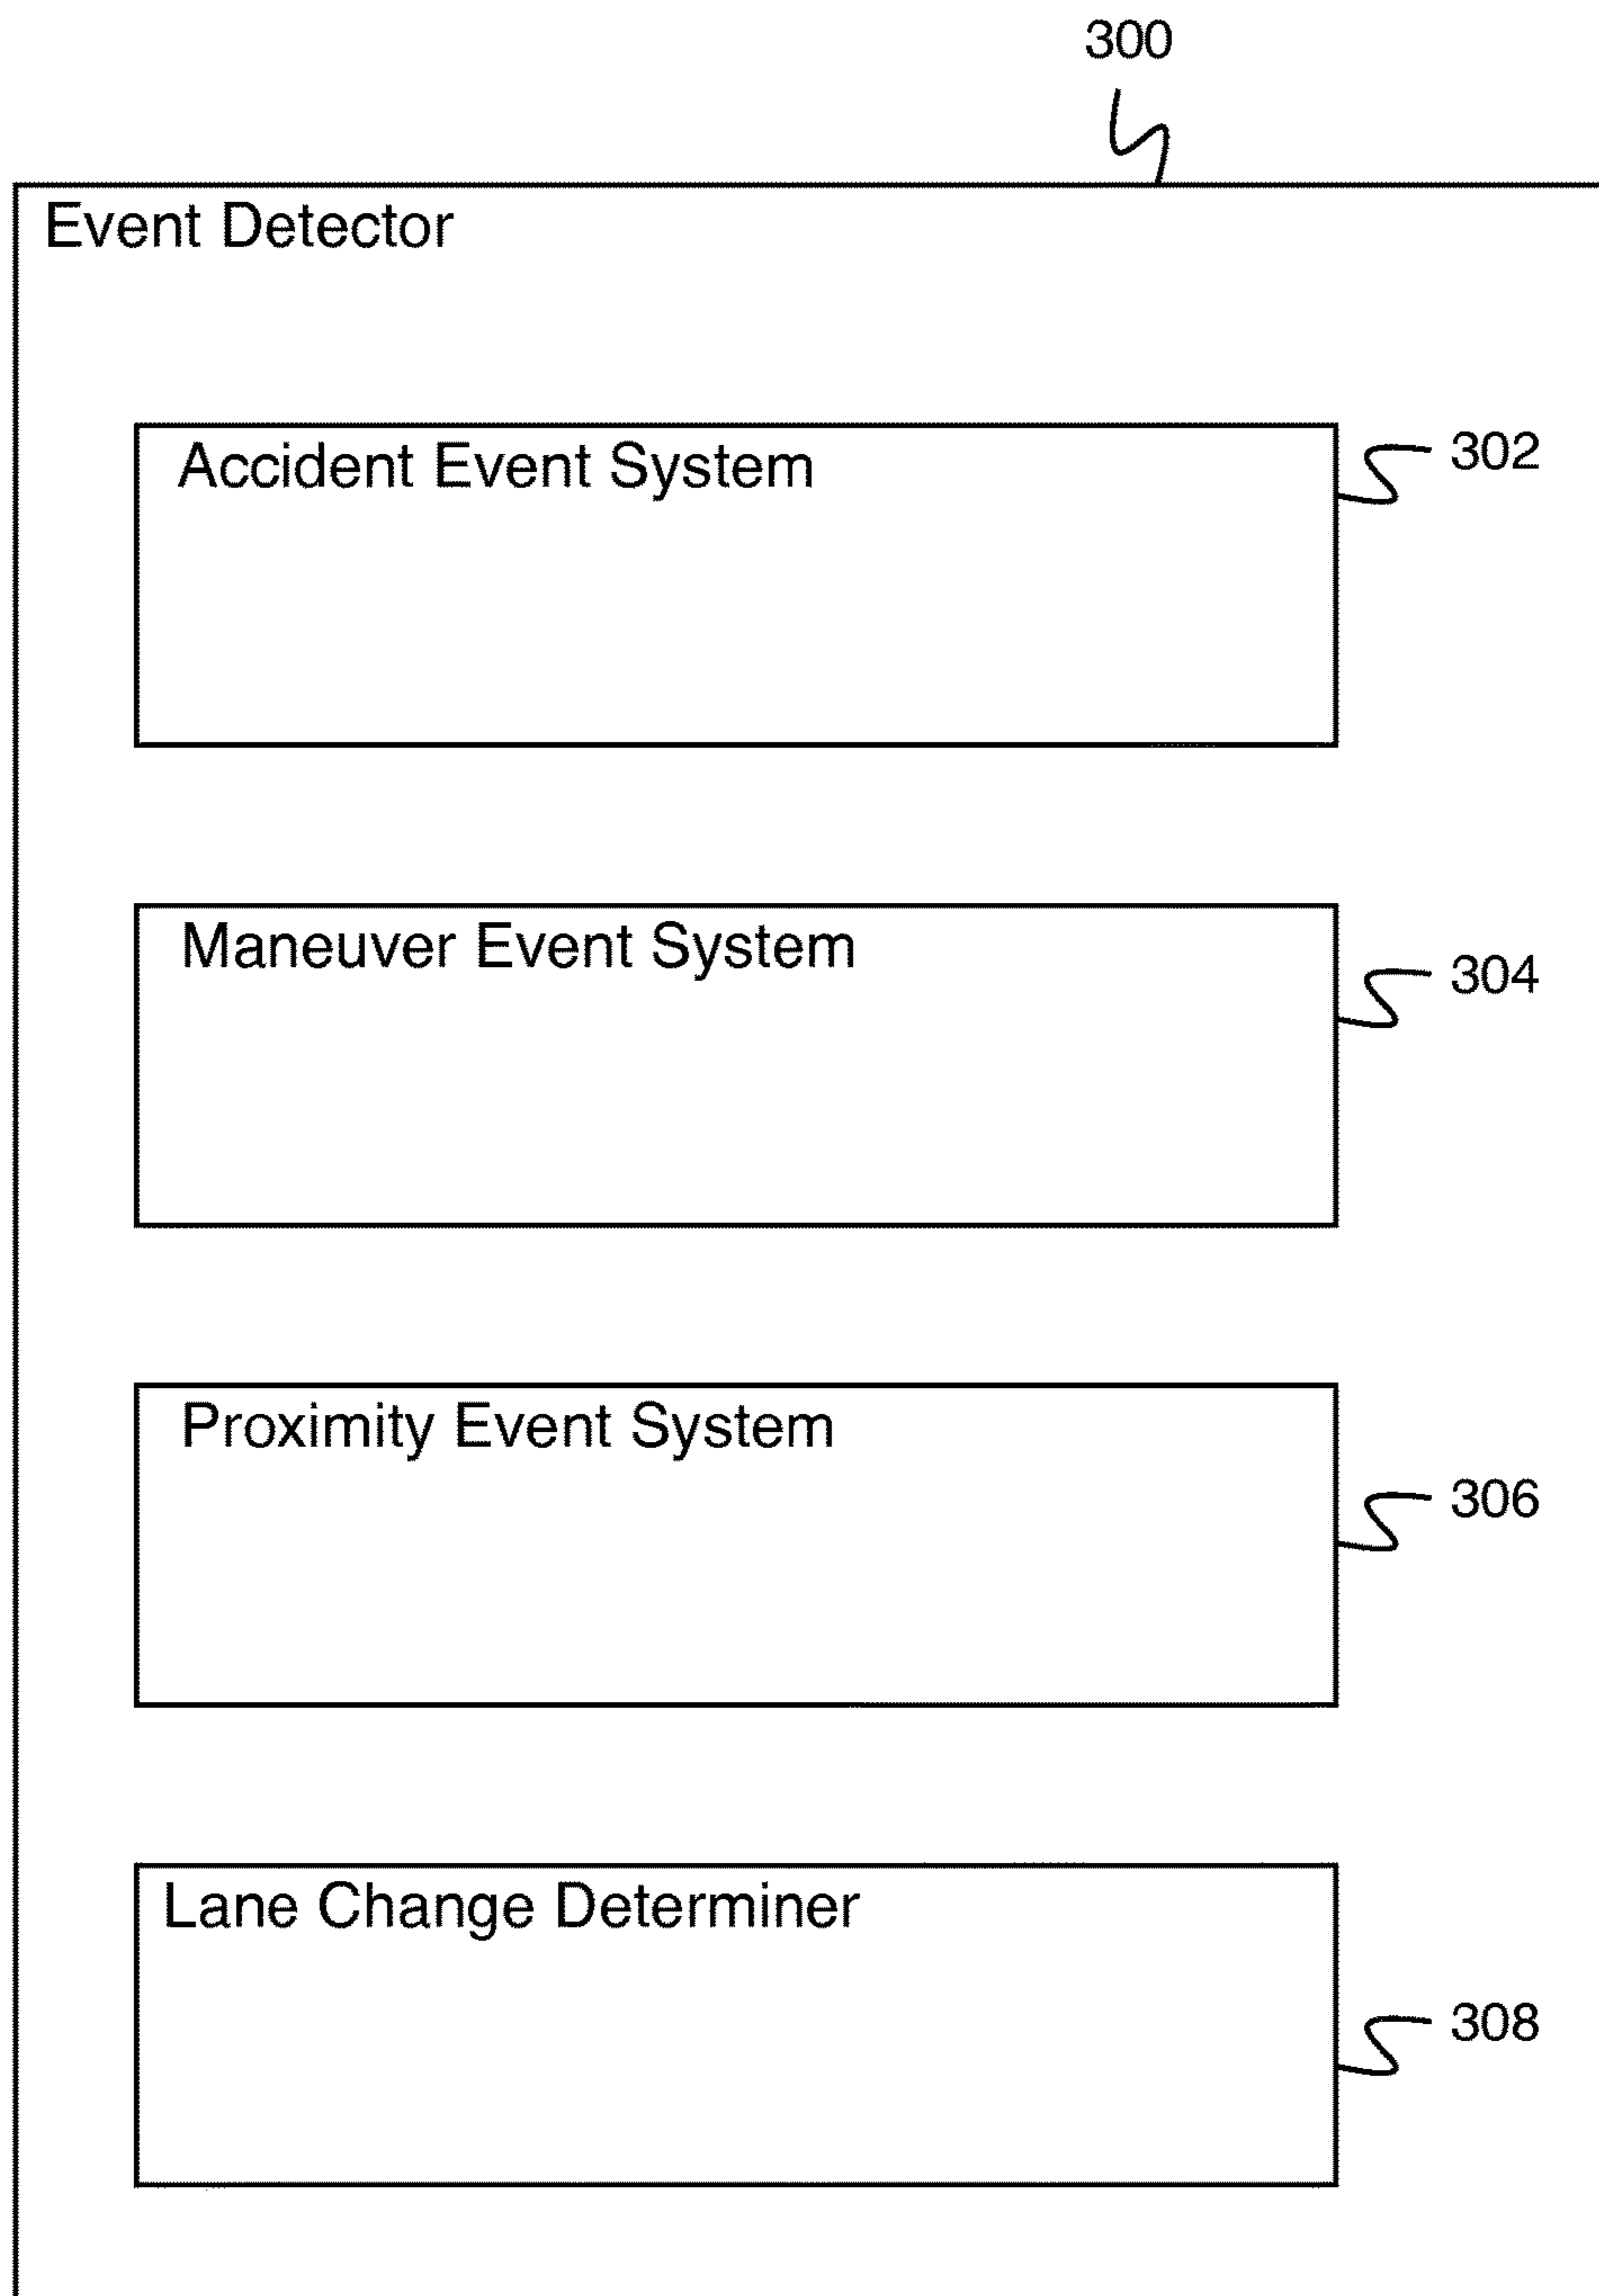 300
Event Detector
Accident Event System
302
Maneuver Event System
304
Proximity Event System
306
Lane Change Determiner
308